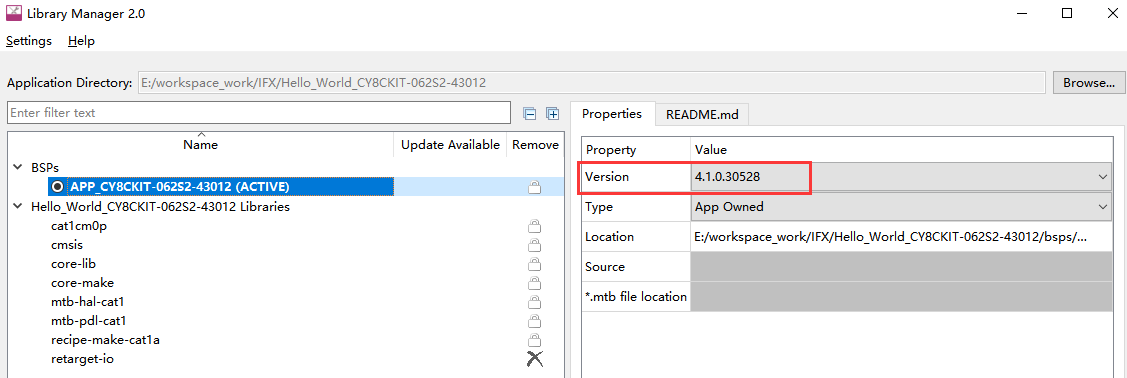 Library Manager 2.0
Settings Help
Application Directory: E:/workspace_work/IFX/Hello_World_CY8CKIT-062S2-43012 Browse...
Enter filter text
Name Update Available Remove
BSPs
APP_CY8CKIT-062S2-43012 (ACTIVE)
Hello_World_CY8CKIT-062S2-43012 Libraries
cat1cm0p
cmsis
core-lib
core-make
mtb-hal-cat1
mtb-pdl-cat1
recipe-make-cat1a
retarget-io
Properties README.md
Property Value
Version 4.1.0.30528
Type App Owned
Location E:/workspace_work/IFX/Hello_World_CY8CKIT-062S2-43012/bsps/...
Source
*.mtb file location